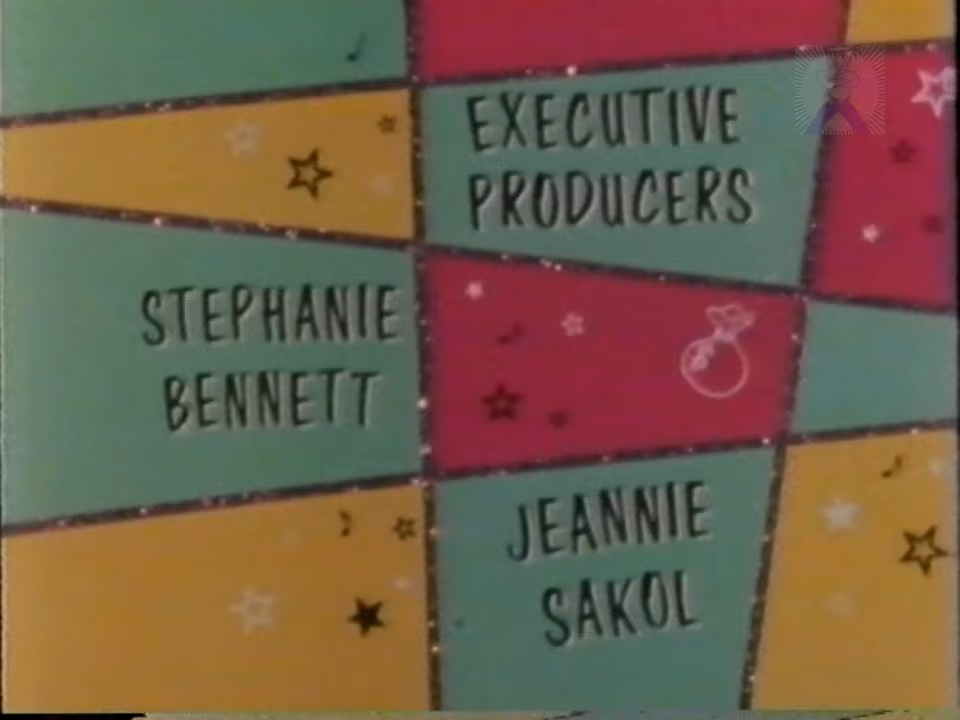 EXECUTIVE
PRODUCERS
STEPHANIE
BENNETT
JEANNIE
SAKOL